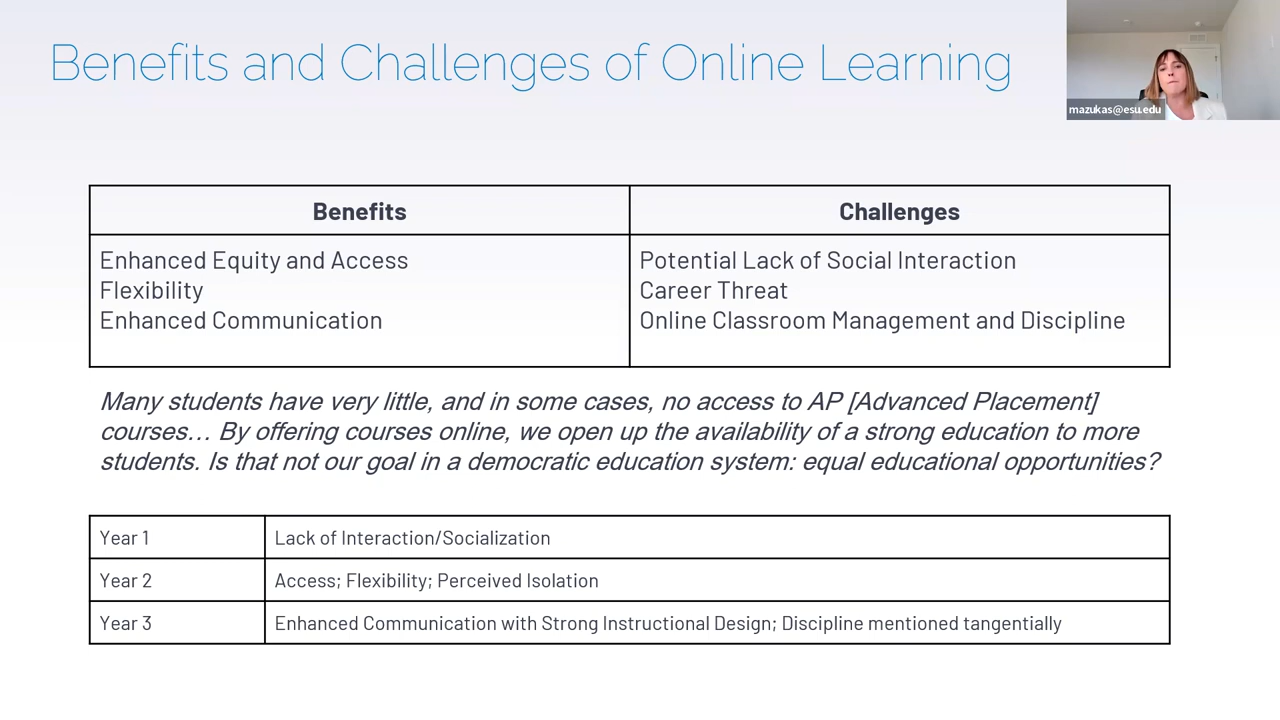 Benefits and Challenges of Online Learning
mazukas@esu.edu
Benefits
Challenges
Enhanced Equity and Access
Flexibility
Enhanced Communication
Potential Lack of Social Interaction
Career Threat
Online Classroom Management and Discipline
Many students have very little, and in some cases, no access to AP [Advanced Placement]
courses… By offering courses online, we open up the availability of a strong education to more
students. Is that not our goal in a democratic education system: equal educational opportunities?
Year 1 Lack of Interaction/Socialization
Year 2 Access; Flexibility; Perceived Isolation
Year 3 Enhanced Communication with Strong Instructional Design; Discipline mentioned tangentially